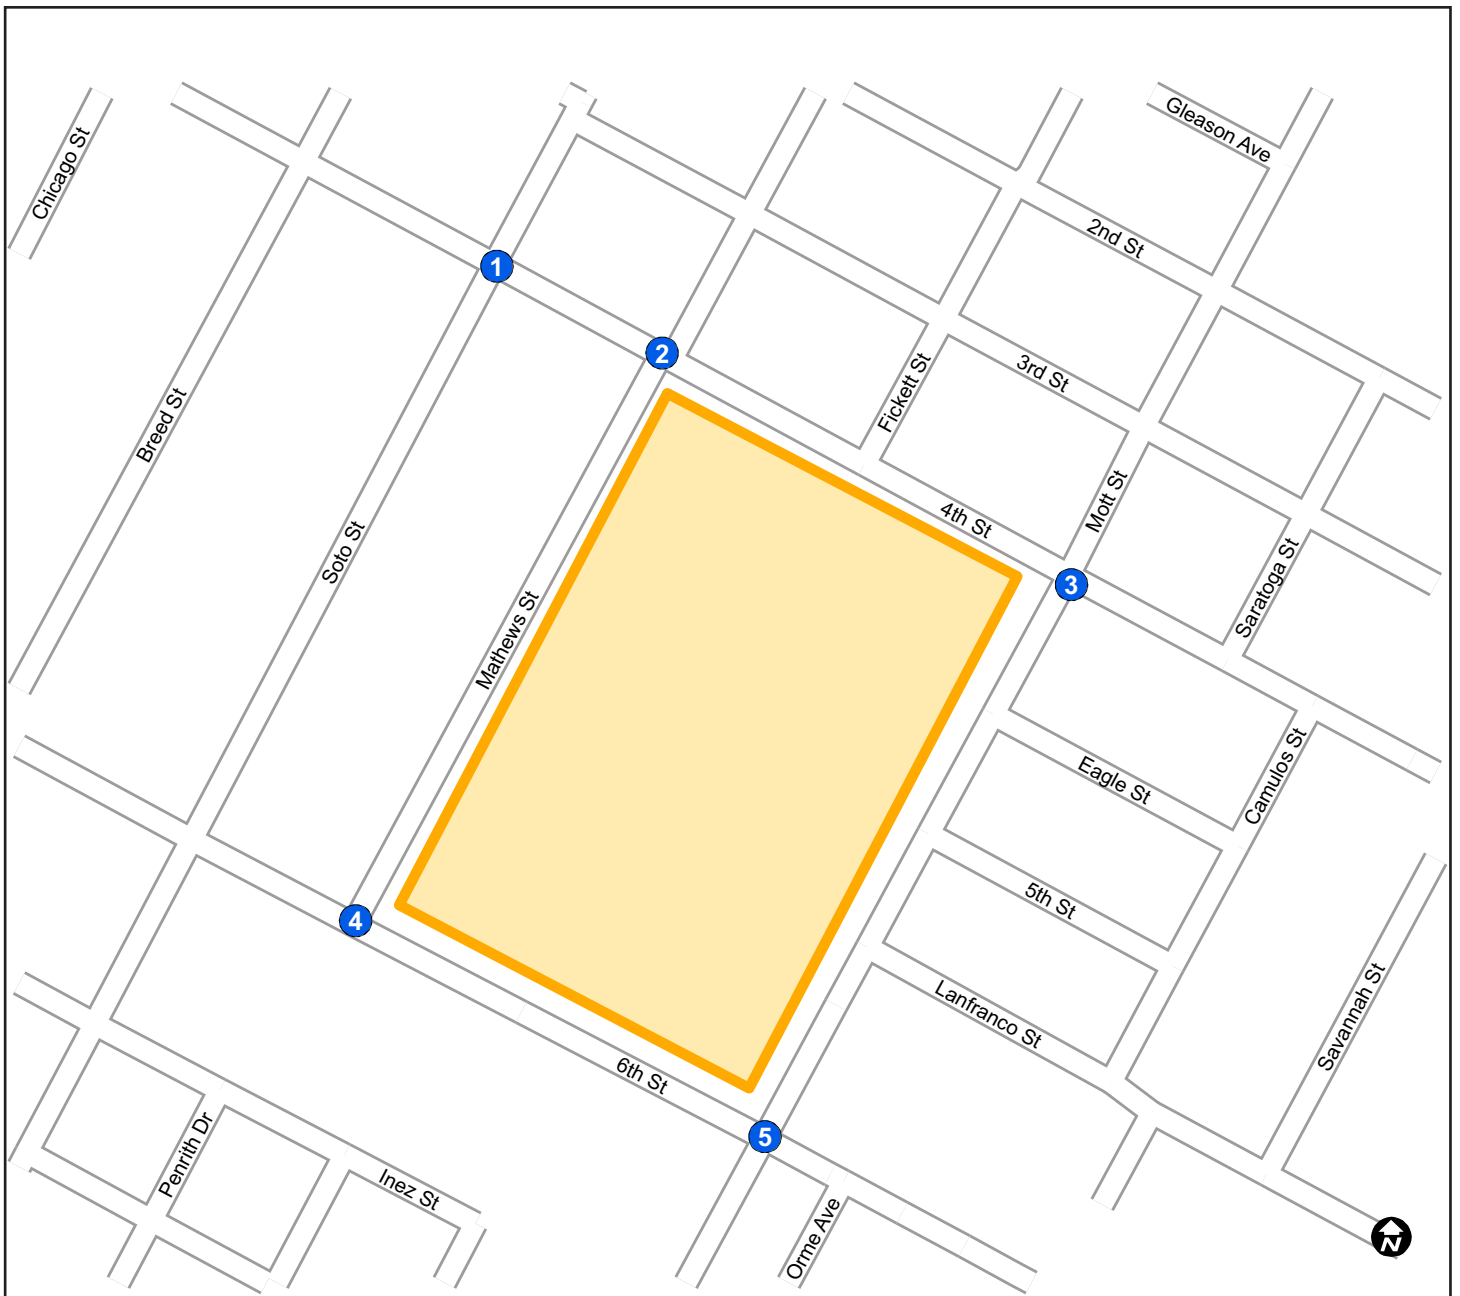 Gleason Ave
Chicago St
2nd St
1
2
3rd St
Fickett St
Breed St
Mott St
4th St
Soto St
3
Saratoga St
Mathews St
Eagle St
Camulos St
5th St
4
Lanfranco St
Savannah St
6th St
5
Penrith Dr
Inez St
Orme Ave
N